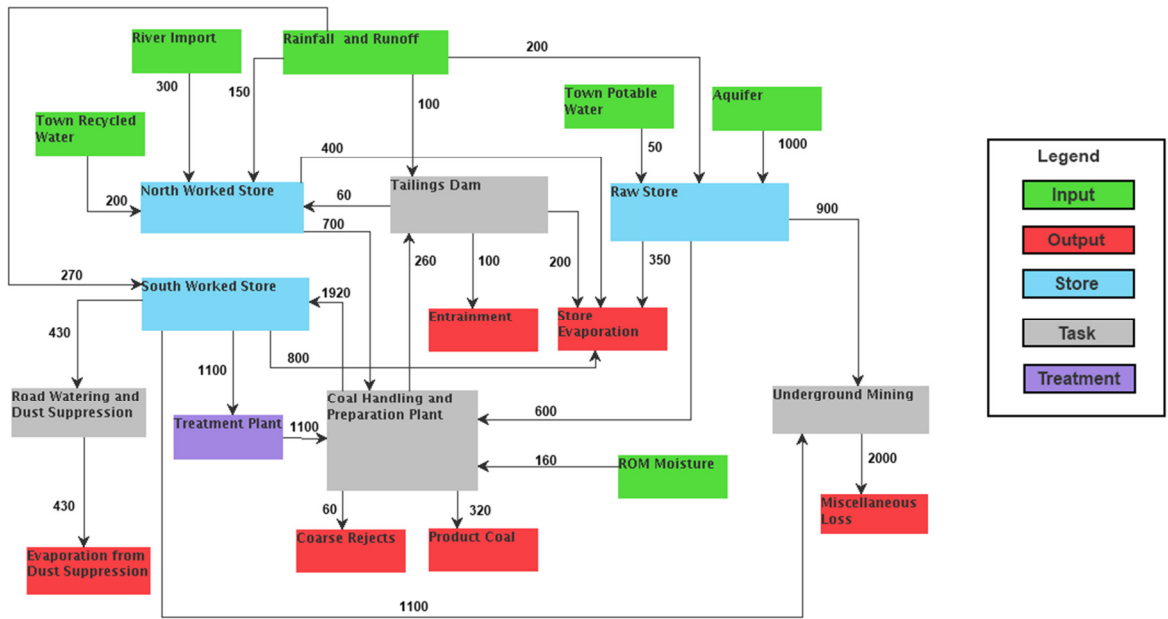 River Import
Rainfall and Runoff
200
300
150
100
Town Potable
Water
Aquifer
Town Recycled
Water
50
1000
Legend
400
North Worked Store
Tailings Dam
Raw Store
Input
200
60
900
700
Output
270
260
100
200
350
South Worked Store
1920
Store
Entrainment
Store
Evaporation
430
Task
800
1100
Road Watering and
Dust Suppression
Coal Handling and
Preparation Plant
Underground Mining
Treatment
Treatment Plant
1100
600
160
ROM Moisture
2000
430
60
320
Miscellaneous
Loss
Coarse Rejects
Product Coal
Evaporation from
Dust Suppression
1100